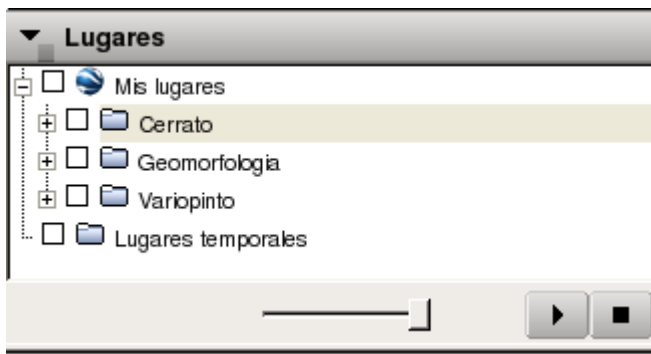 Lugares
Mis lugares
Cerrato
Geomorfologia
Variopinto
Lugares temporales